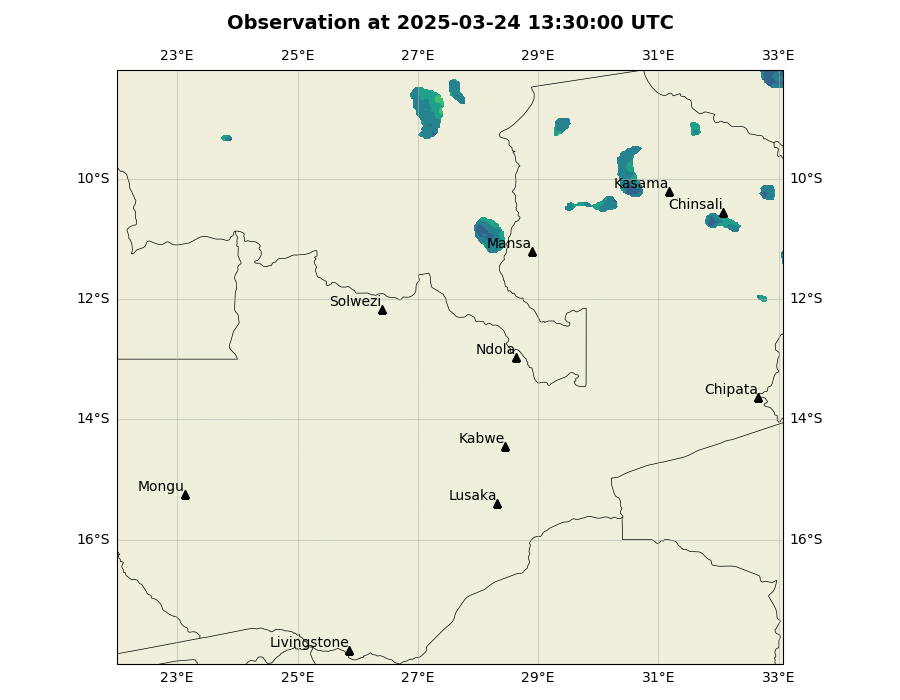 Observation at 2025-03-24 13:30:00 UTC
23°E 25°E 27°E 29°E 31°E 33°E
10°S 10°S
Kasama
Chinsali
Mansa
12°S 12°S
Solwezi
Ndola
Chipata
14°S 14°S
Kabwe
Mongu
Lusaka
16°S 16°S
Livingstone
23°E 25°E 27°E 29°E 31°E 33°E